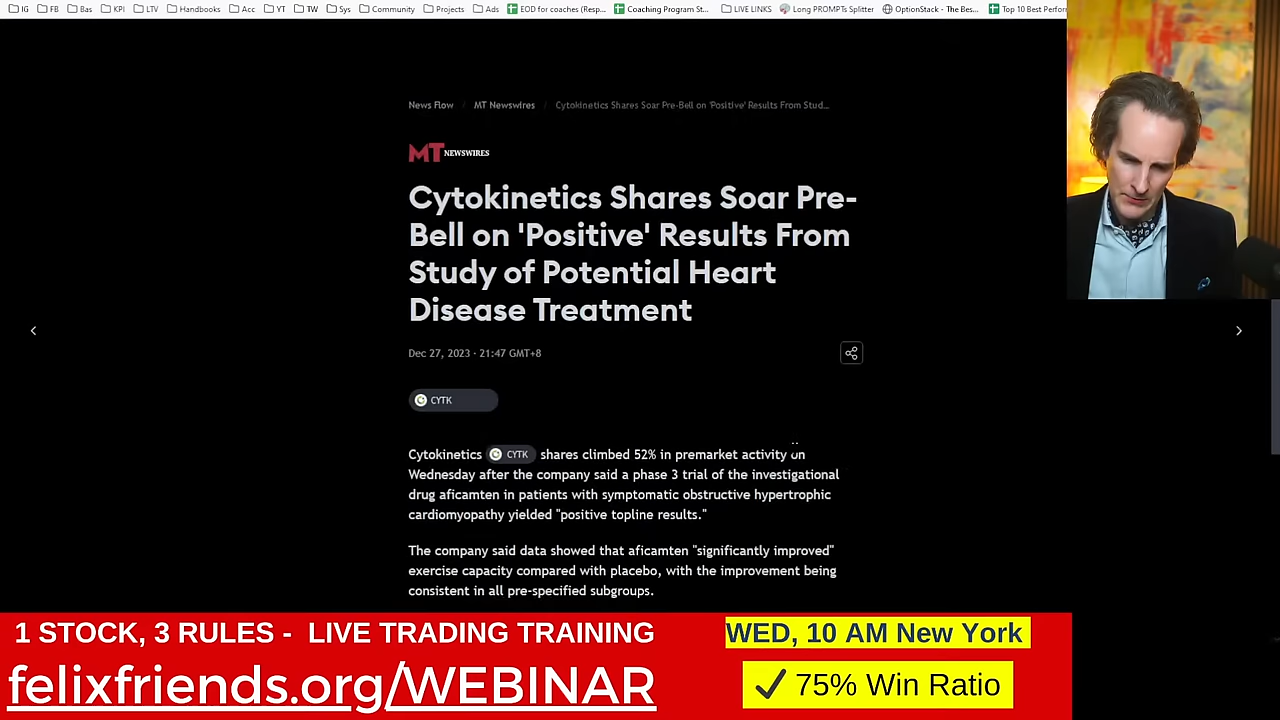 IG FB Bas KPI LTV Handbooks Acc YT TW Sys Community Projects Ads EOD for coaches (Resp... Coaching Program St... LIVE LINKS Long PROMPTs Splitter OptionStack - The Bes... Top 10 Best Perfor
News Flow / MT Newswires / Cytokinetics Shares Soar Pre-Bell on 'Positive' Results From Stud...
MT NEWSWIRES
Cytokinetics Shares Soar Pre-
Bell on 'Positive' Results From
Study of Potential Heart
Disease Treatment
Dec 27, 2023 · 21:47 GMT+8
CYTK
Cytokinetics CYTK shares climbed 52% in premarket activity on
Wednesday after the company said a phase 3 trial of the investigational
drug aficamten in patients with symptomatic obstructive hypertrophic
cardiomyopathy yielded "positive topline results."
The company said data showed that aficamten "significantly improved"
exercise capacity compared with placebo, with the improvement being
consistent in all pre-specified subgroups.
1 STOCK, 3 RULES - LIVE TRADING TRAINING
WED, 10 AM New York
felixfriends.org/WEBINAR
✓ 75% Win Ratio